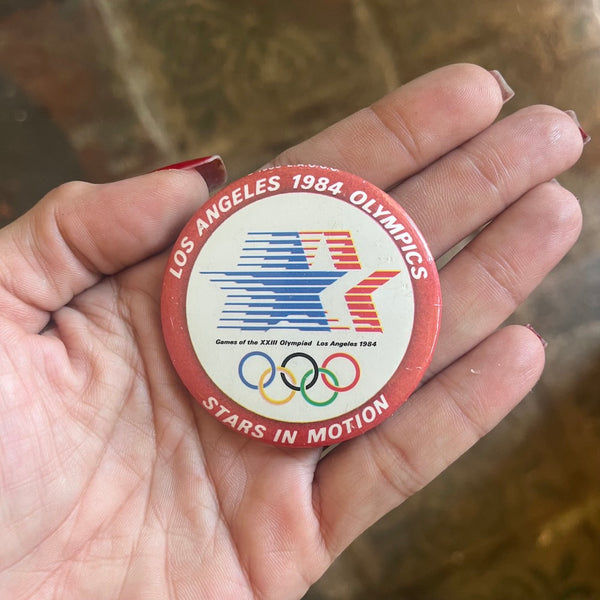 LOS ANGELES 1984 OLYMPICS
Games of the XXIII Olympiad Los Angeles 1984
STARS IN MOTION